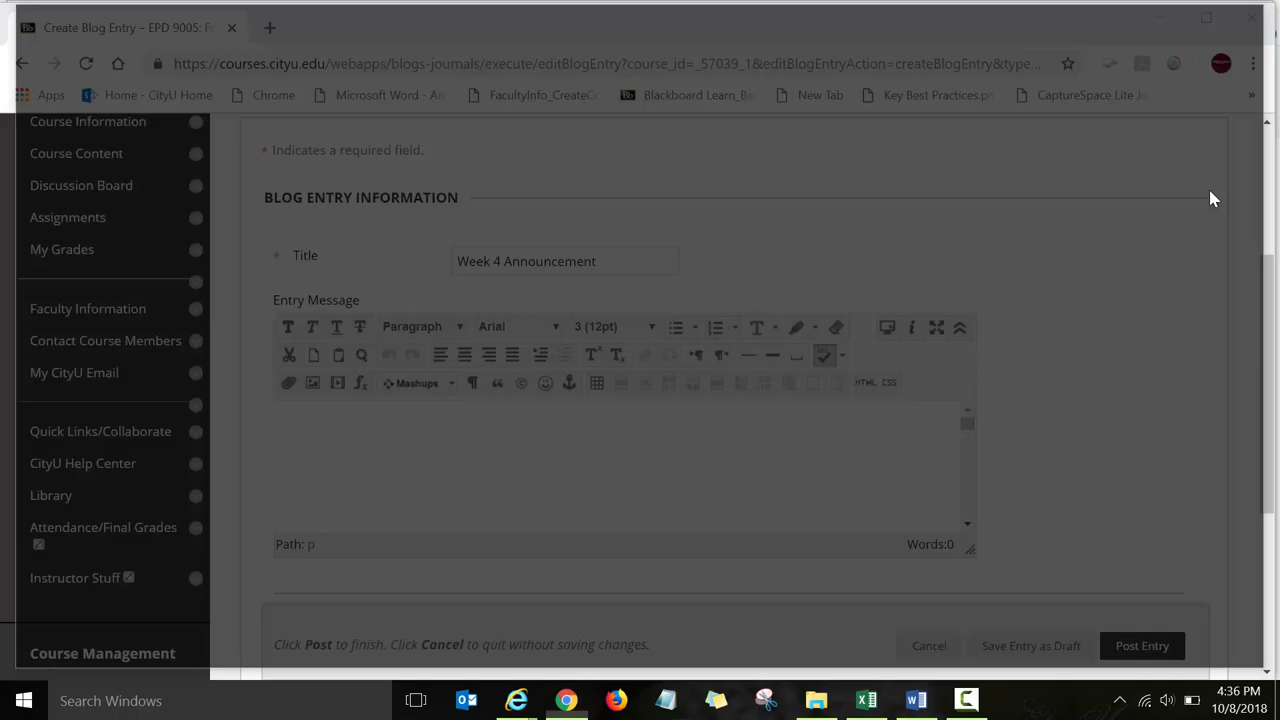 Create Blog Entry – EPD 9005: Fo
https://courses.cityu.edu/webapps/blogs-journals/execute/editBlogEntry?course_id=_57039_1&editBlogEntryAction=createBlogEntry&type...
Apps
Home - CityU Home
Chrome
Microsoft Word - An
FacultyInfo_CreateCo
Blackboard Learn_Ba
New Tab
Key Best Practices.po
CaptureSpace Lite Jo
»
Course Information
Course Content
Discussion Board
Assignments
My Grades
Faculty Information
Contact Course Members
My CityU Email
Quick Links/Collaborate
CityU Help Center
Library
Attendance/Final Grades
Instructor Stuff
Course Management
* Indicates a required field.
BLOG ENTRY INFORMATION
* Title
Week 4 Announcement
Entry Message
T T T T Paragraph Arial 3 (12pt) T
Mashups
HTML CSS
Path: p
Words:0
Click Post to finish. Click Cancel to quit without saving changes.
Cancel
Save Entry as Draft
Post Entry
Search Windows
4:36 PM
10/8/2018